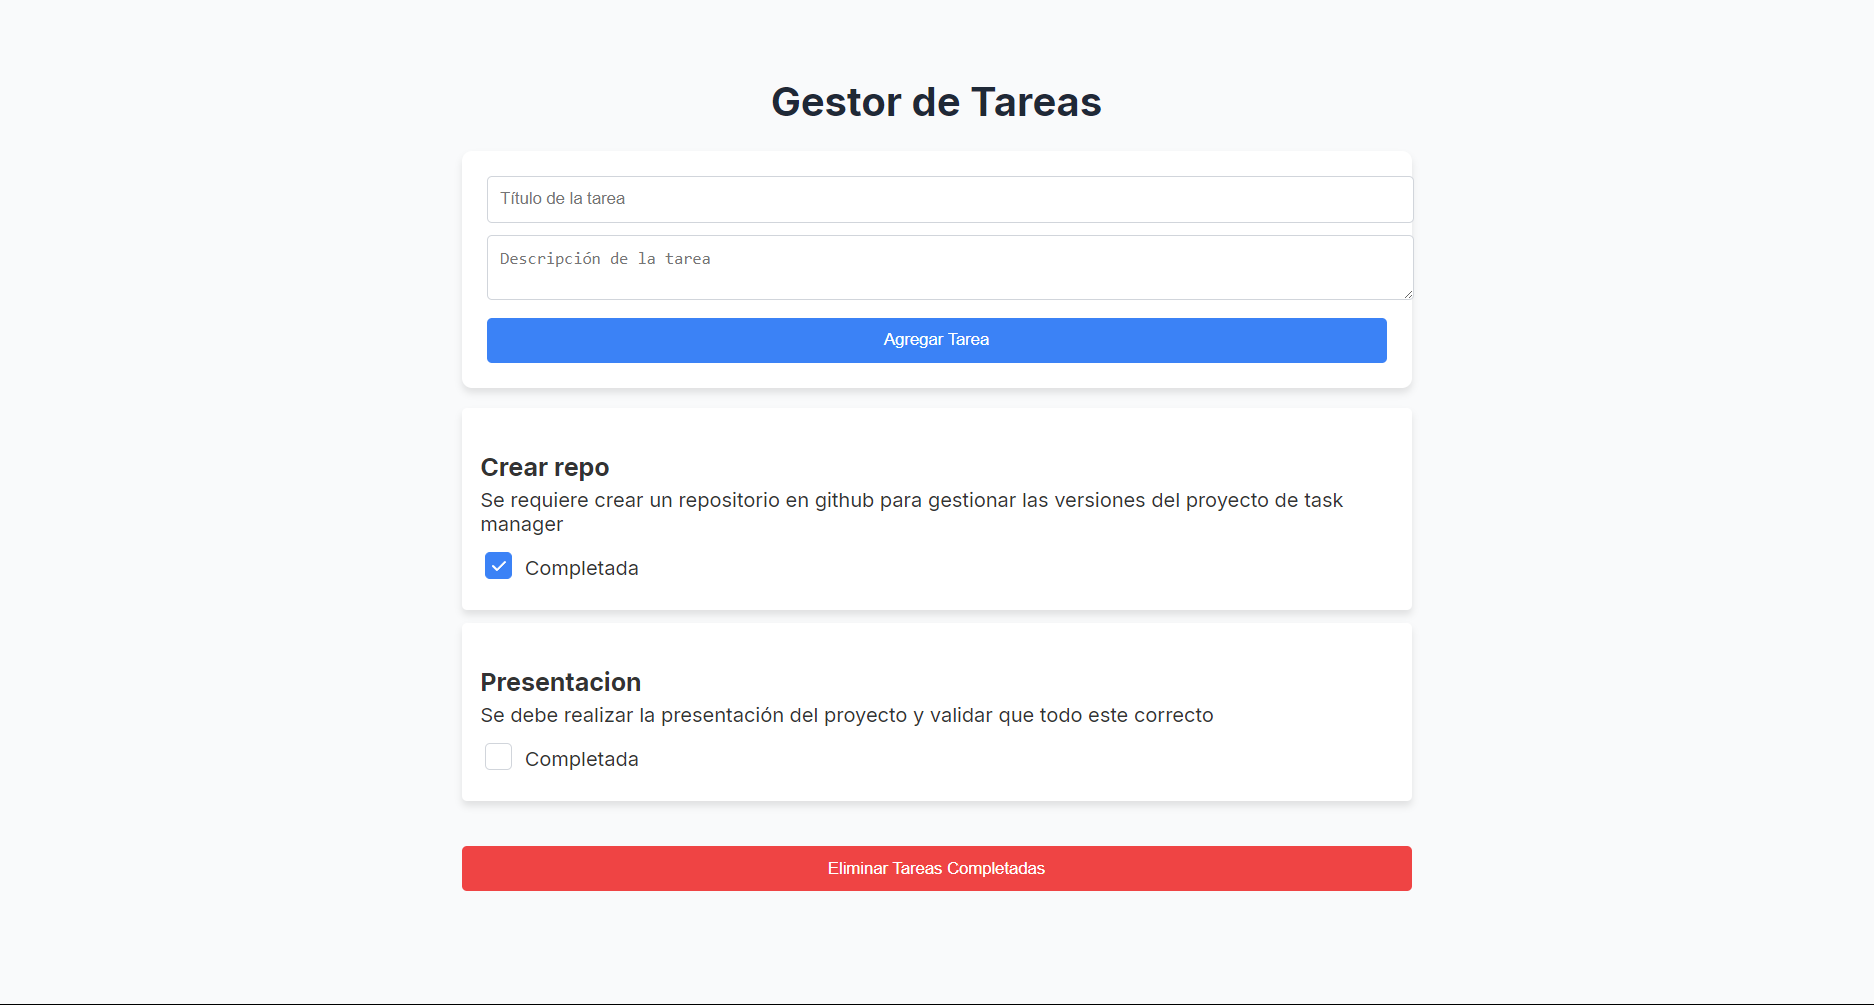 Gestor de Tareas
Título de la tarea
Descripción de la tarea
Agregar Tarea
Crear repo
Se requiere crear un repositorio en github para gestionar las versiones del proyecto de task
manager
Completada
Presentacion
Se debe realizar la presentación del proyecto y validar que todo este correcto
Completada
Eliminar Tareas Completadas